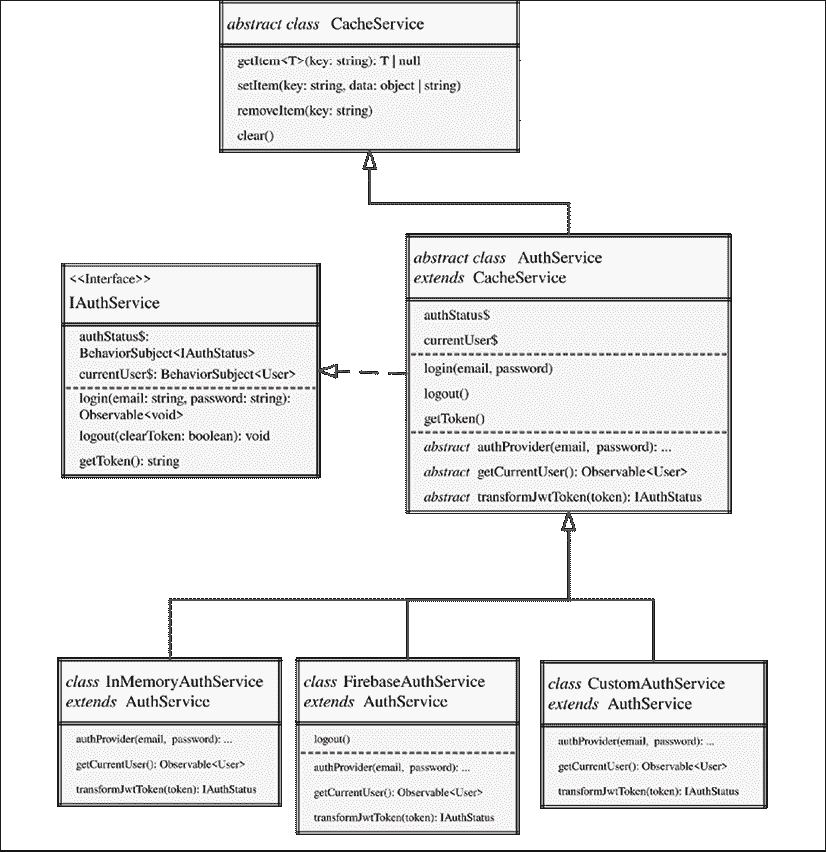 abstract class CacheService
getItem<T>(key: string): T | null
setItem(key: string, data: object | string)
removeItem(key: string)
clear()
<<Interface>>
IAuthService
authStatus$:
BehaviorSubject<IAuthStatus>
currentUser$: BehaviorSubject<User>
login(email: string, password: string):
Observable<void>
logout(clearToken: boolean): void
getToken(): string
abstract class AuthService
extends CacheService
authStatus$
currentUser$
login(email, password)
logout()
getToken()
abstract authProvider(email, password): ...
abstract getCurrentUser(): Observable<User>
abstract transformJwtToken(token): IAuthStatus
class InMemoryAuthService
extends AuthService
authProvider(email, password): ...
getCurrentUser(): Observable<User>
transformJwtToken(token): IAuthStatus
class FirebaseAuthService
extends AuthService
logout()
authProvider(email, password): ...
getCurrentUser(): Observable<User>
transformJwtToken(token): IAuthStatus
class CustomAuthService
extends AuthService
authProvider(email, password): ...
getCurrentUser(): Observable<User>
transformJwtToken(token): IAuthStatus